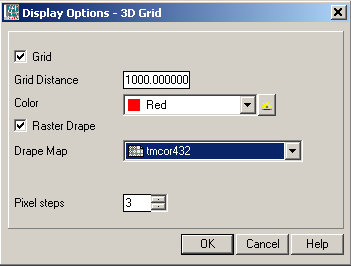 Display Options - 3D Grid
Grid
Grid Distance 1000.000000
Color Red
Raster Drape
Drape Map tmcor432
Pixel steps 3
OK Cancel Help